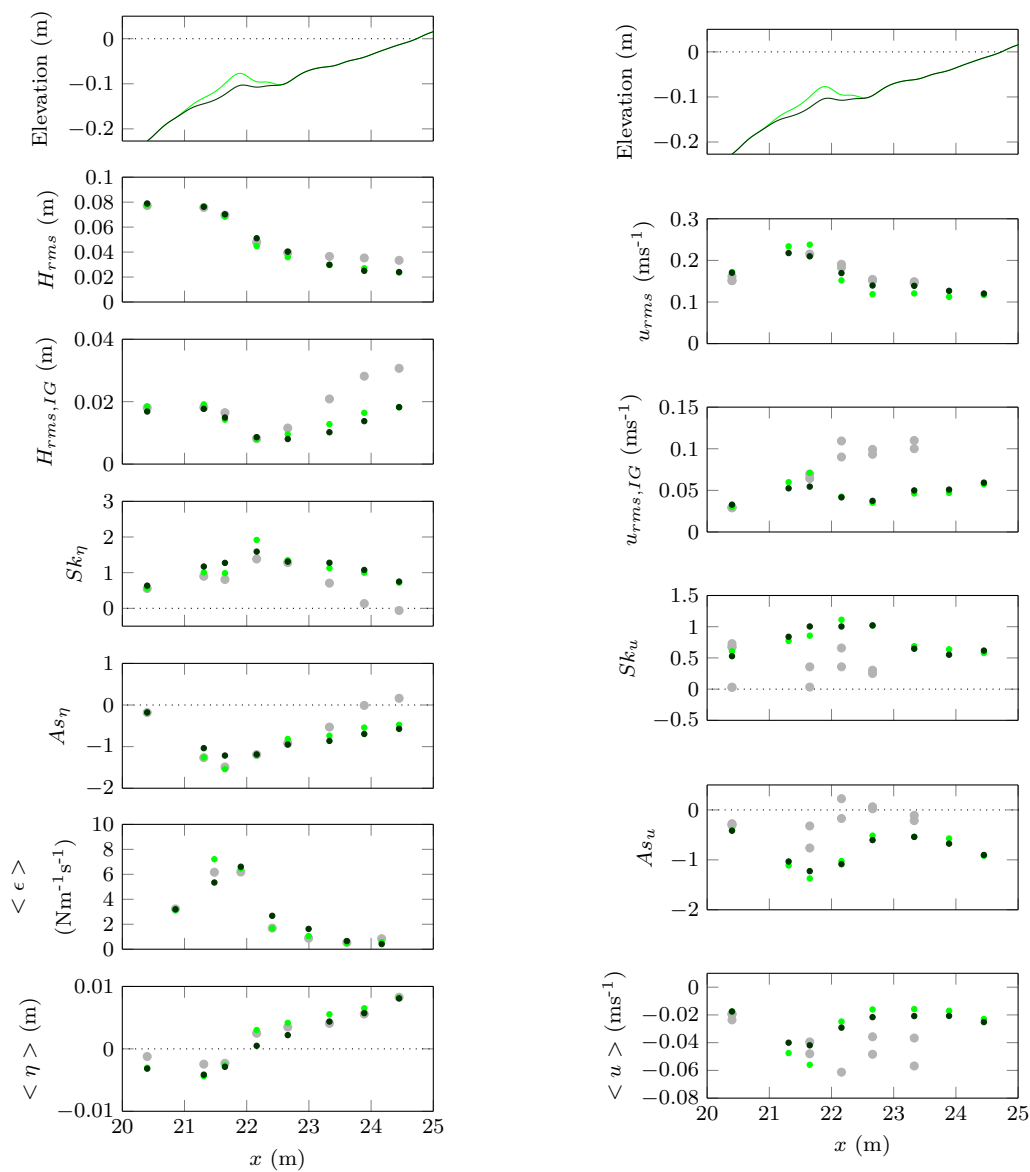 Elevation (m)
0
−0.1
−0.2
H_rms (m)
0.1
0.08
0.06
0.04
0.02
0
H_rms,IG (m)
0.04
0.02
0
Sk_η
3
2
1
0
As_η
1
0
−1
−2
< ϵ >
(Nm⁻¹s⁻¹)
10
8
6
4
2
0
< η > (m)
0.01
0
−0.01
20 21 22 23 24 25
x (m)
Elevation (m)
0
−0.1
−0.2
u_rms (ms⁻¹)
0.3
0.2
0.1
0
u_rms,IG (ms⁻¹)
0.15
0.1
0.05
0
Sk_u
1.5
1
0.5
0
−0.5
As_u
0
−1
−2
< u > (ms⁻¹)
0
−0.02
−0.04
−0.06
−0.08
20 21 22 23 24 25
x (m)